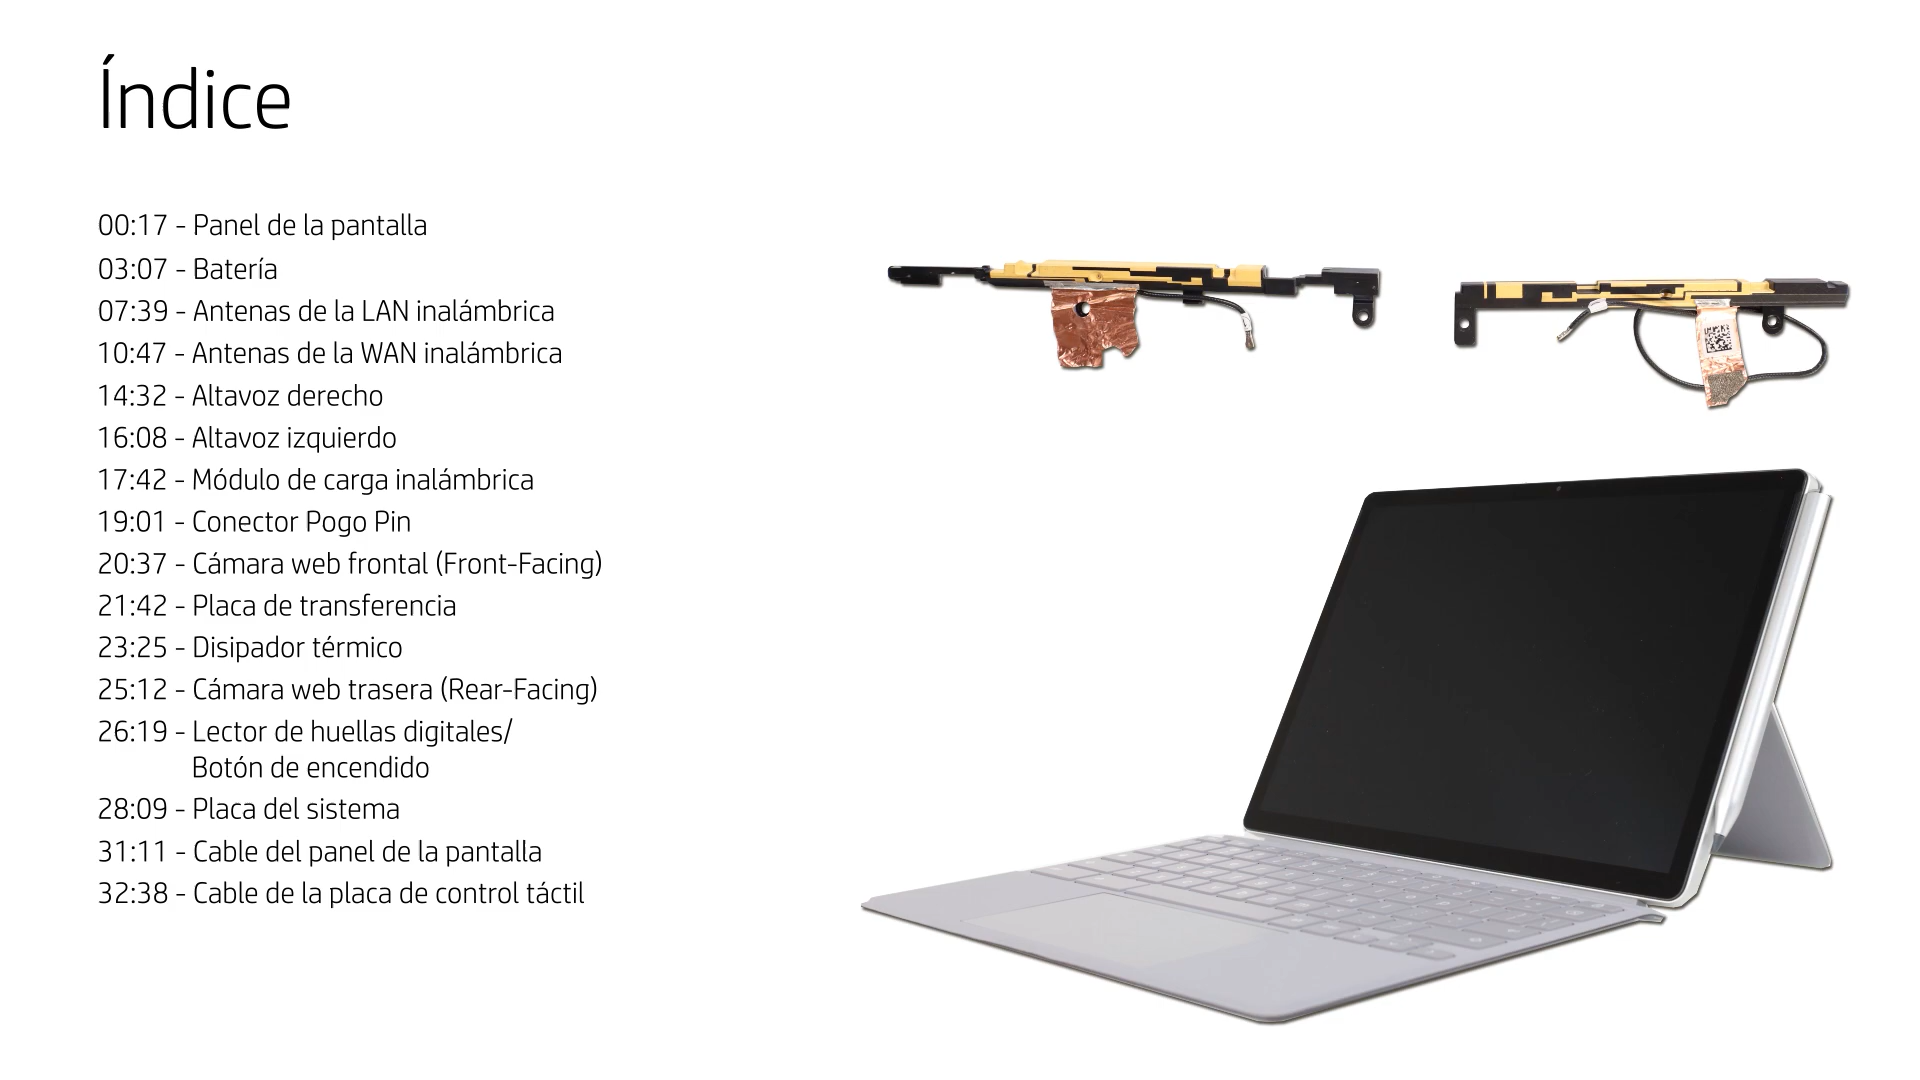 Índice
00:17 - Panel de la pantalla
03:07 - Batería
07:39 - Antenas de la LAN inalámbrica
10:47 - Antenas de la WAN inalámbrica
14:32 - Altavoz derecho
16:08 - Altavoz izquierdo
17:42 - Módulo de carga inalámbrica
19:01 - Conector Pogo Pin
20:37 - Cámara web frontal (Front-Facing)
21:42 - Placa de transferencia
23:25 - Disipador térmico
25:12 - Cámara web trasera (Rear-Facing)
26:19 - Lector de huellas digitales/
Botón de encendido
28:09 - Placa del sistema
31:11 - Cable del panel de la pantalla
32:38 - Cable de la placa de control táctil